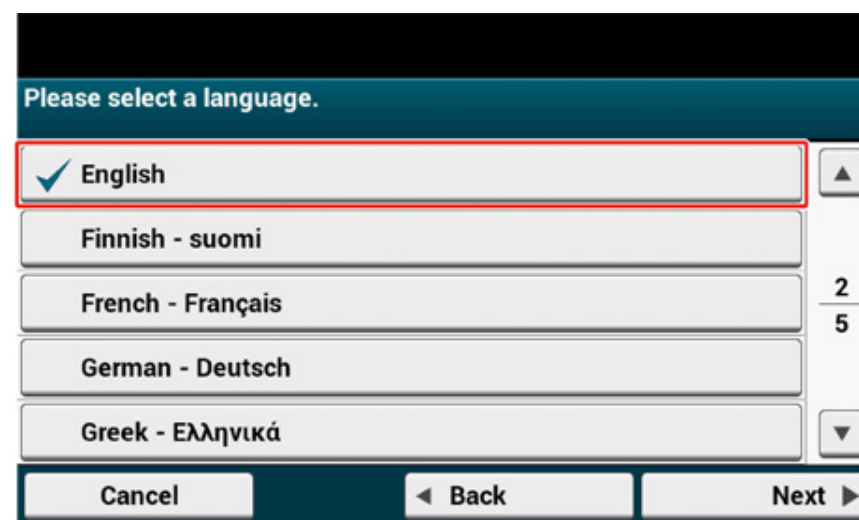 Please select a language.
English
Finnish - suomi
French - Français
German - Deutsch
Greek - Ελληνικά
2
5
Cancel
Back
Next